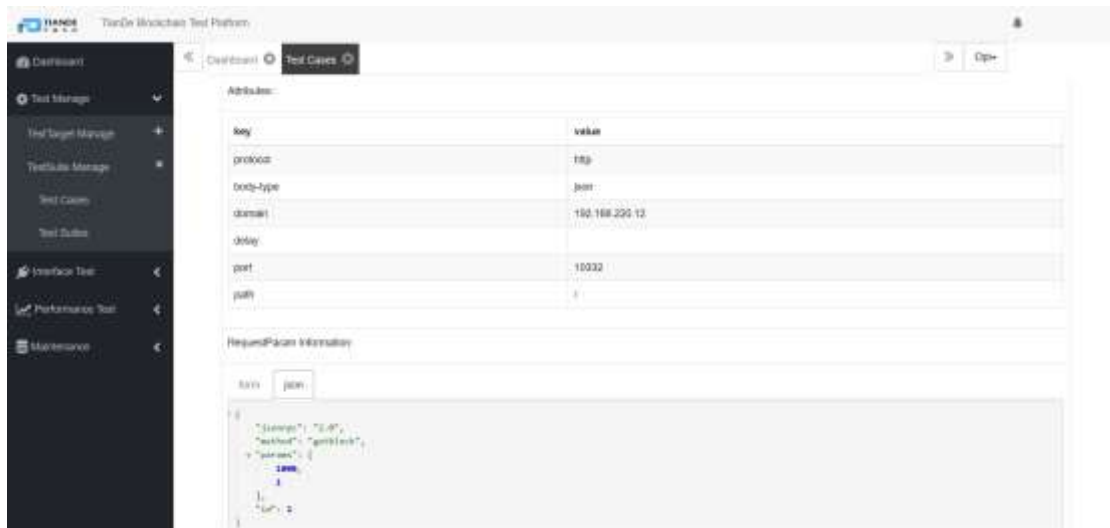 TIANDE
TianDe Blockchain Test Platform
Dashboard
Test Manage
TestTarget Manage
TestSuite Manage
Test Cases
Test Suites
Interface Test
Performance Test
Maintenance
Dashboard Test Cases Op
Attributes:
key value
protocol http
body-type json
domain 192.168.220.12
delay
port 10332
path /
RequestParam Information:
form json
{
"jsonrpc": "2.0",
"method": "getblock",
"params": [
1000,
1
],
"id": 1
}